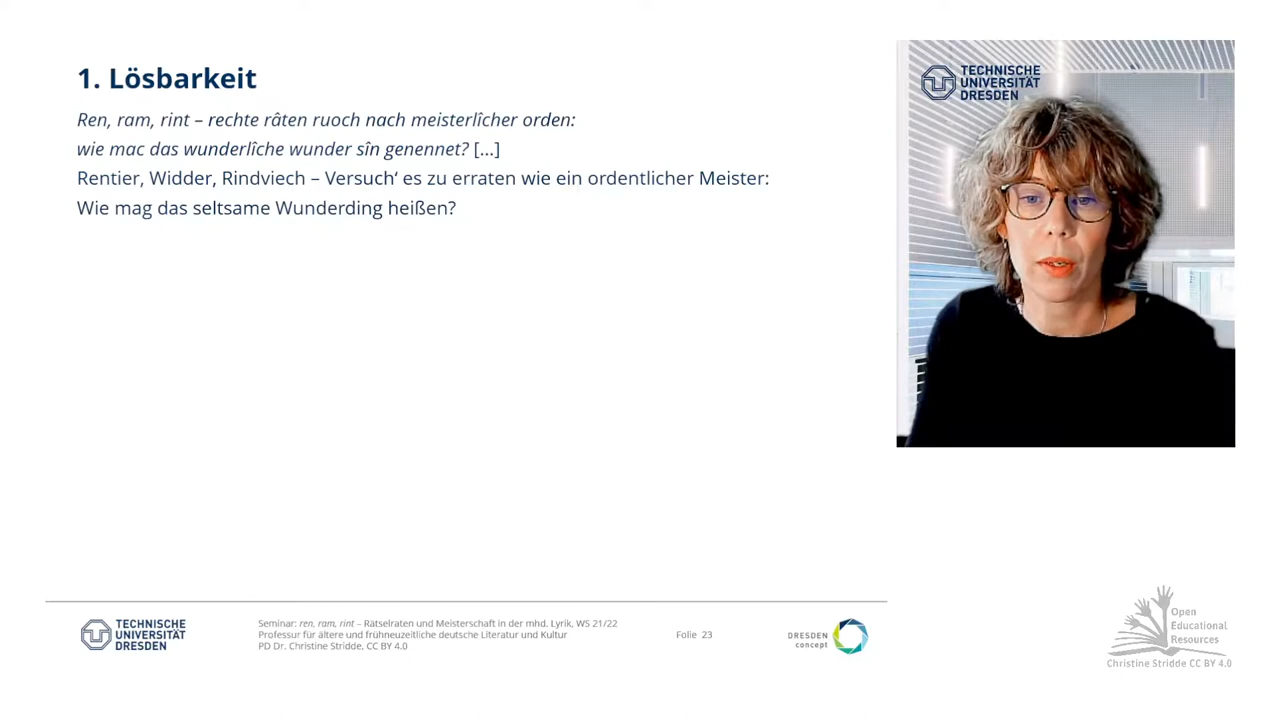 1. Lösbarkeit
Ren, ram, rint – rechte râten ruoch nach meisterlîcher orden:
wie mac das wunderlîche wunder sîn genennet? [...]
Rentier, Widder, Rindviech – Versuch‘ es zu erraten wie ein ordentlicher Meister:
Wie mag das seltsame Wunderding heißen?
TECHNISCHE
UNIVERSITÄT
DRESDEN
TECHNISCHE
UNIVERSITÄT
DRESDEN
Seminar: ren, ram, rint – Rätselraten und Meisterschaft in der mhd. Lyrik, WS 21/22
Professur für ältere und frühneuzeitliche deutsche Literatur und Kultur
PD Dr. Christine Stridde, CC BY 4.0
Folie 23
DRESDEN
concept
Open
Educational
Resources
Christine Stridde CC BY 4.0